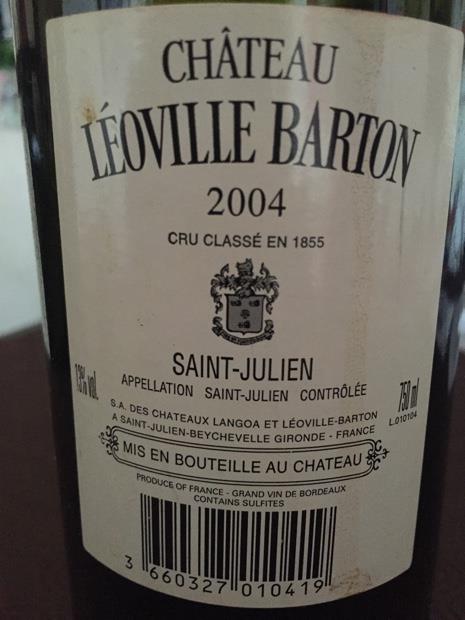 CHÂTEAU
LÉOVILLE BARTON
2004
CRU CLASSÉ EN 1855
SAINT-JULIEN
APPELLATION SAINT-JULIEN CONTRÔLÉE
13% vol.
750 ml
L.010104
S.A. DES CHATEAUX LANGOA ET LÉOVILLE-BARTON
A SAINT-JULIEN-BEYCHEVELLE GIRONDE - FRANCE
MIS EN BOUTEILLE AU CHATEAU
PRODUCE OF FRANCE - GRAND VIN DE BORDEAUX
CONTAINS SULFITES
3 660327 010419